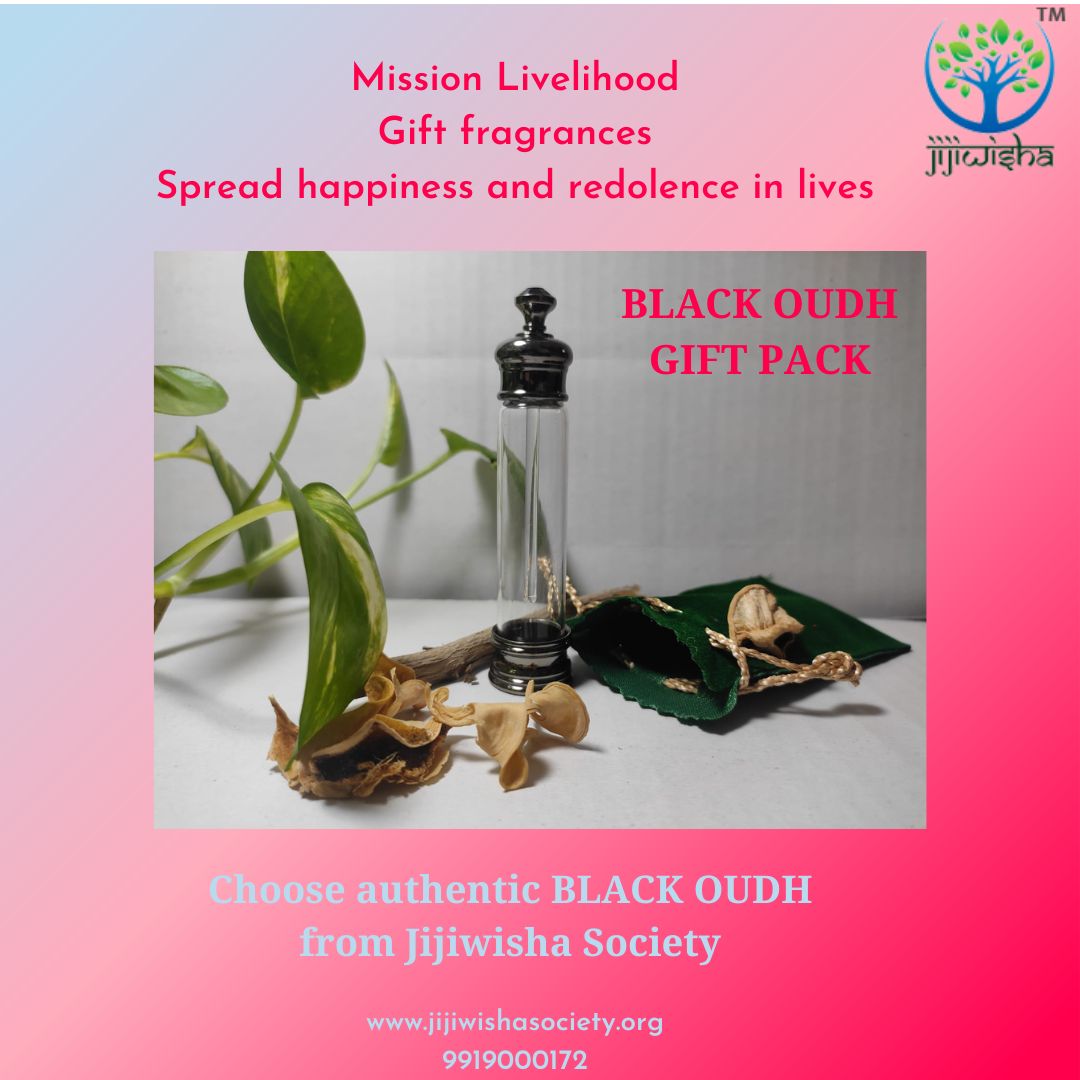 TM
jijiwisha
Mission Livelihood
Gift fragrances
Spread happiness and redolence in lives
BLACK OUDH
GIFT PACK
Choose authentic BLACK OUDH
from Jijiwisha Society
www.jijiwishasociety.org
9919000172